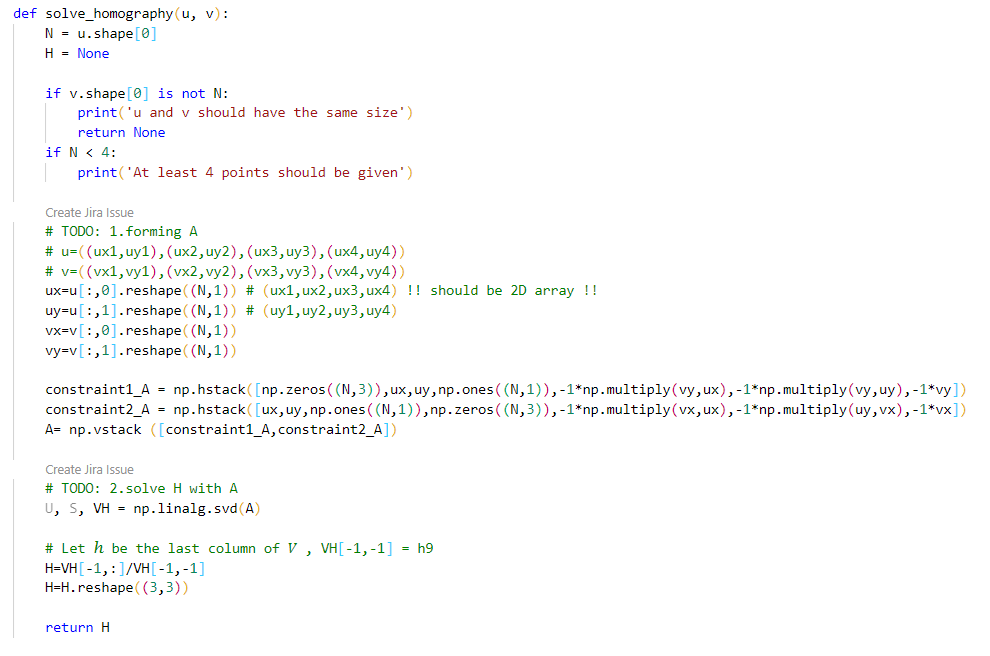 def solve_homography(u, v):
    N = u.shape[0]
    H = None

    if v.shape[0] is not N:
        print('u and v should have the same size')
        return None
    if N < 4:
        print('At least 4 points should be given')

    Create Jira Issue
    # TODO: 1.forming A
    # u=((ux1,uy1),(ux2,uy2),(ux3,uy3),(ux4,uy4))
    # v=((vx1,vy1),(vx2,vy2),(vx3,vy3),(vx4,vy4))
    ux=u[:,0].reshape((N,1)) # (ux1,ux2,ux3,ux4) !! should be 2D array !!
    uy=u[:,1].reshape((N,1)) # (uy1,uy2,uy3,uy4)
    vx=v[:,0].reshape((N,1))
    vy=v[:,1].reshape((N,1))

    constraint1_A = np.hstack([np.zeros((N,3)),ux,uy,np.ones((N,1)),-1*np.multiply(vy,ux),-1*np.multiply(vy,uy),-1*vy])
    constraint2_A = np.hstack([ux,uy,np.ones((N,1)),np.zeros((N,3)),-1*np.multiply(vx,ux),-1*np.multiply(uy,vx),-1*vx])
    A= np.vstack ([constraint1_A,constraint2_A])

    Create Jira Issue
    # TODO: 2.solve H with A
    U, S, VH = np.linalg.svd(A)

    # Let ℎ be the last column of 𝑉 , VH[-1,-1] = h9
    H=VH[-1,:]/VH[-1,-1]
    H=H.reshape((3,3))

    return H